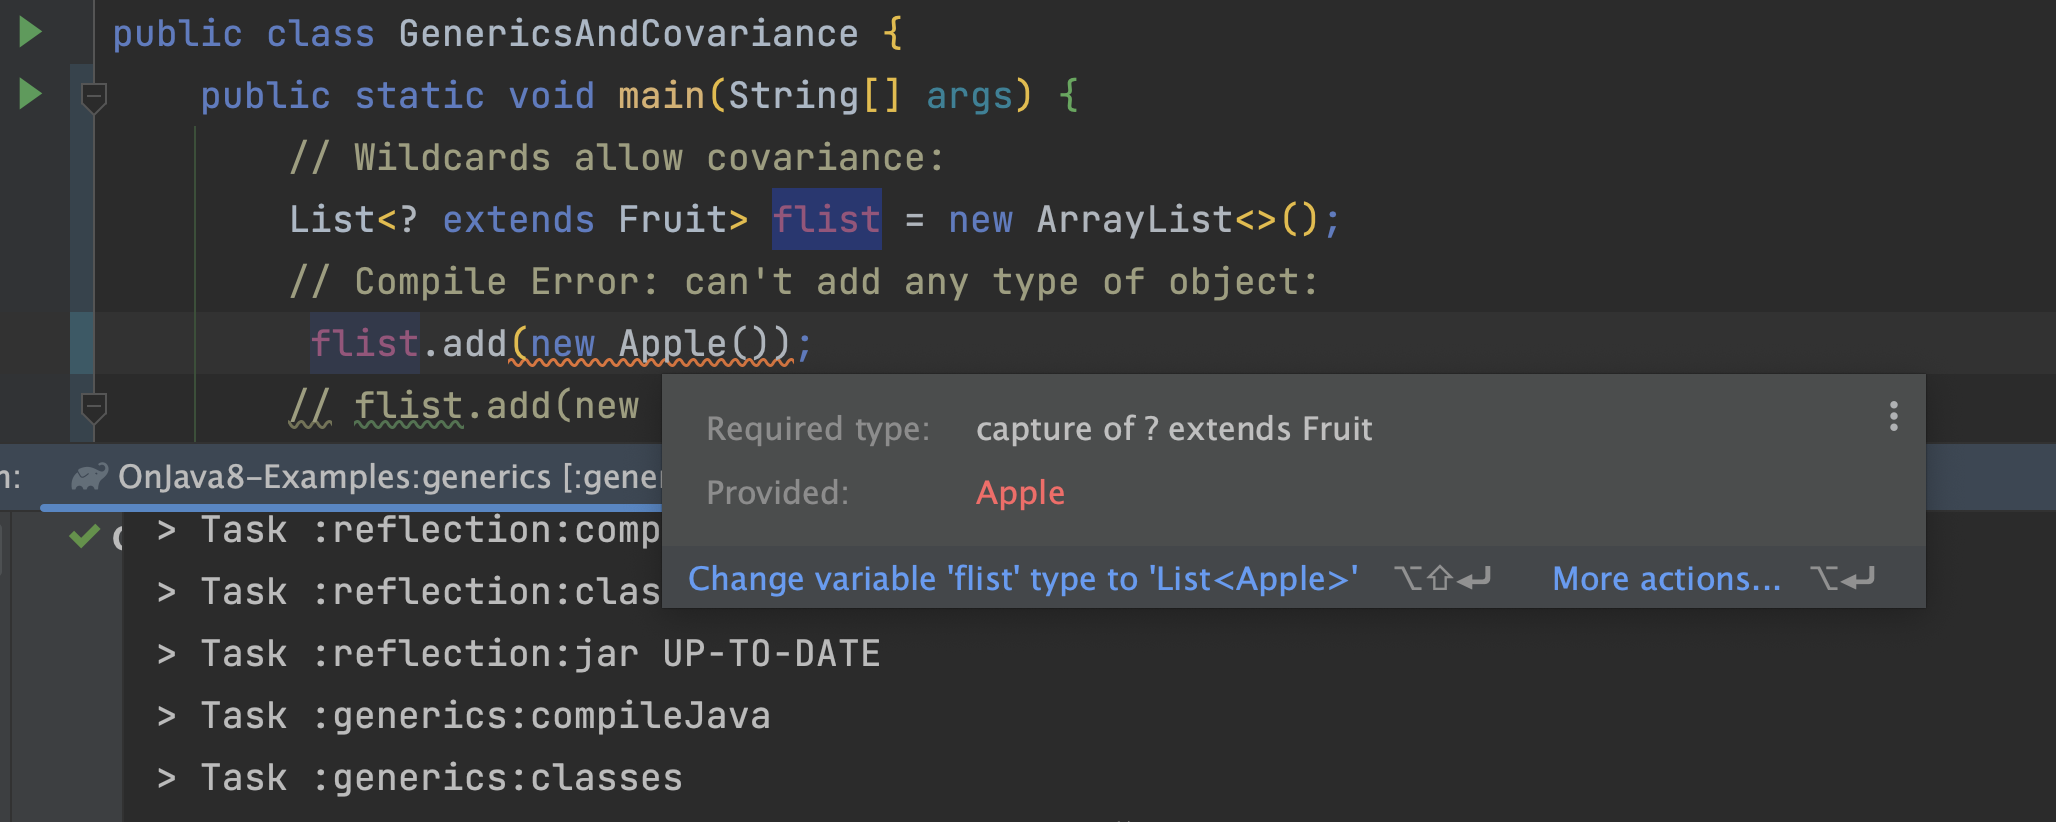 public class GenericsAndCovariance {
public static void main(String[] args) {
// Wildcards allow covariance:
List<? extends Fruit> flist = new ArrayList<>();
// Compile Error: can't add any type of object:
flist.add(new Apple());
// flist.add(new
Required type: capture of ? extends Fruit
Provided: Apple
Change variable 'flist' type to 'List<Apple>' ⌥⇧↩ More actions... ⌥↩
OnJava8-Examples:generics [:gene
> Task :reflection:comp
> Task :reflection:clas
> Task :reflection:jar UP-TO-DATE
> Task :generics:compileJava
> Task :generics:classes